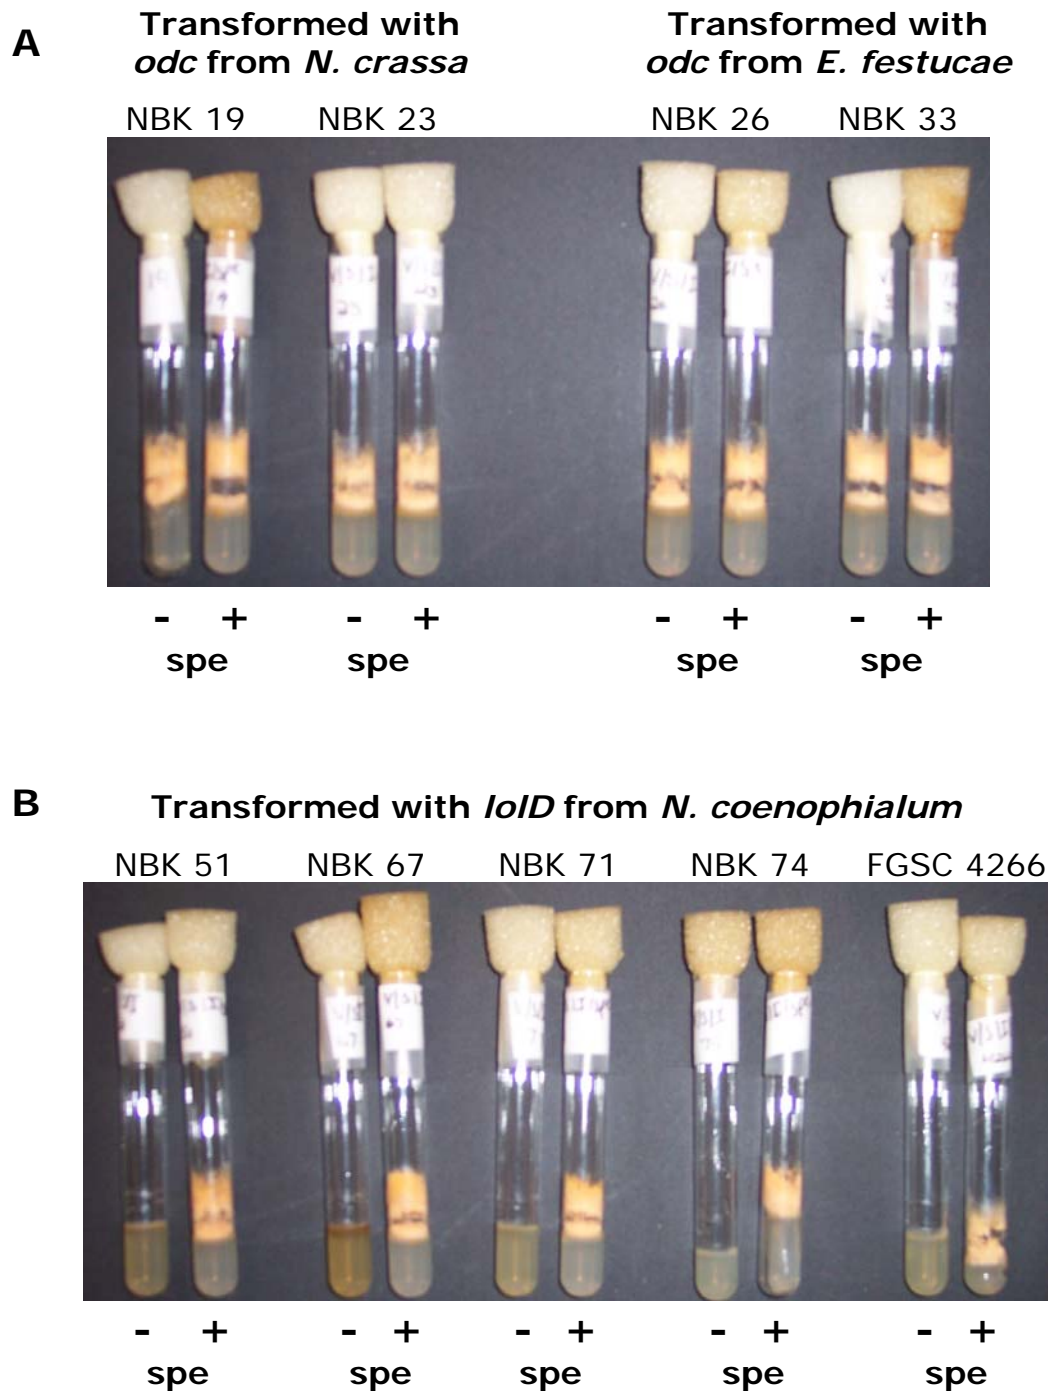 A
Transformed with
odc from N. crassa
Transformed with
odc from E. festucae
NBK 19 NBK 23 NBK 26 NBK 33
- + - + - + - +
spe spe spe spe
B
Transformed with lolD from N. coenophialum
NBK 51 NBK 67 NBK 71 NBK 74 FGSC 4266
- + - + - + - + - +
spe spe spe spe spe